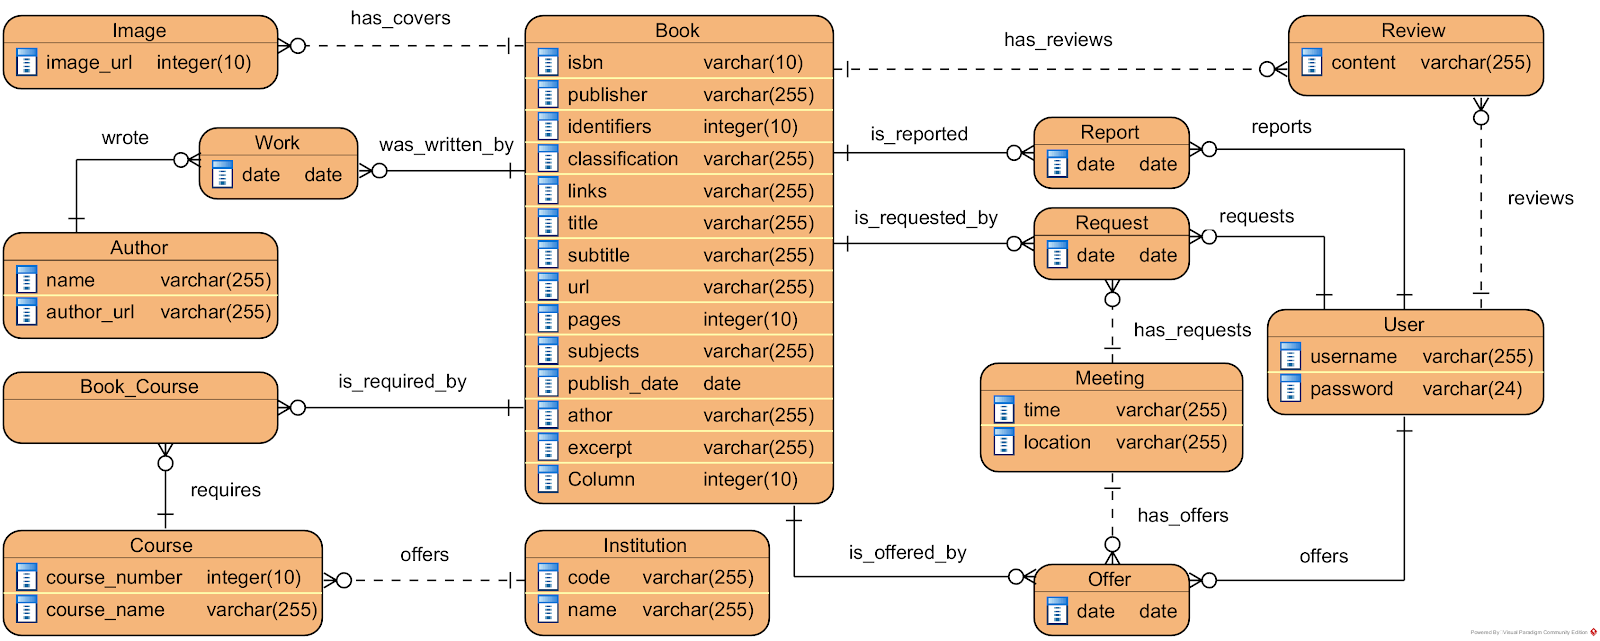 Image
image_url integer(10)
has_covers
Book
isbn varchar(10)
publisher varchar(255)
identifiers integer(10)
classification varchar(255)
links varchar(255)
title varchar(255)
subtitle varchar(255)
url varchar(255)
pages integer(10)
subjects varchar(255)
publish_date date
athor varchar(255)
excerpt varchar(255)
Column integer(10)
has_reviews
Review
content varchar(255)
wrote
Work
date date
was_written_by
Author
name varchar(255)
author_url varchar(255)
is_reported
Report
date date
reports
is_requested_by
Request
date date
requests
reviews
has_requests
User
username varchar(255)
password varchar(24)
Meeting
time varchar(255)
location varchar(255)
Book_Course
is_required_by
requires
Course
course_number integer(10)
course_name varchar(255)
offers
Institution
code varchar(255)
name varchar(255)
has_offers
is_offered_by
Offer
date date
offers
Powered By Visual Paradigm Community Edition